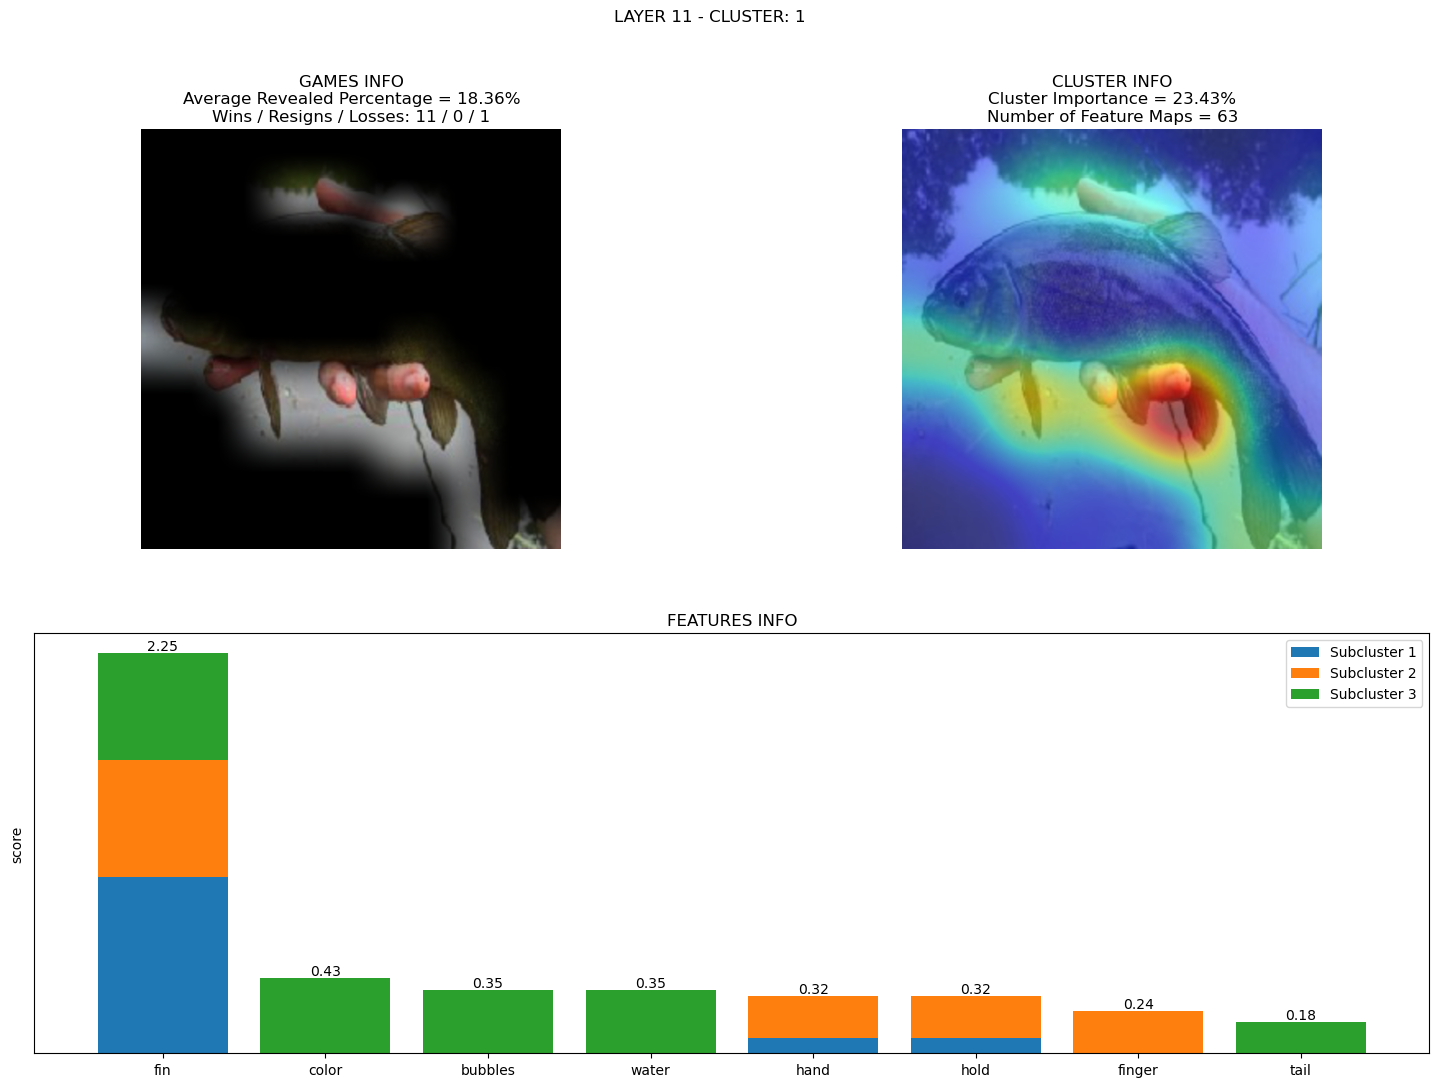 LAYER 11 - CLUSTER: 1
GAMES INFO
Average Revealed Percentage = 18.36%
Wins / Resigns / Losses: 11 / 0 / 1
CLUSTER INFO
Cluster Importance = 23.43%
Number of Feature Maps = 63
FEATURES INFO
score
2.25
0.43
0.35
0.35
0.32
0.32
0.24
0.18
Subcluster 1
Subcluster 2
Subcluster 3
fin
color
bubbles
water
hand
hold
finger
tail